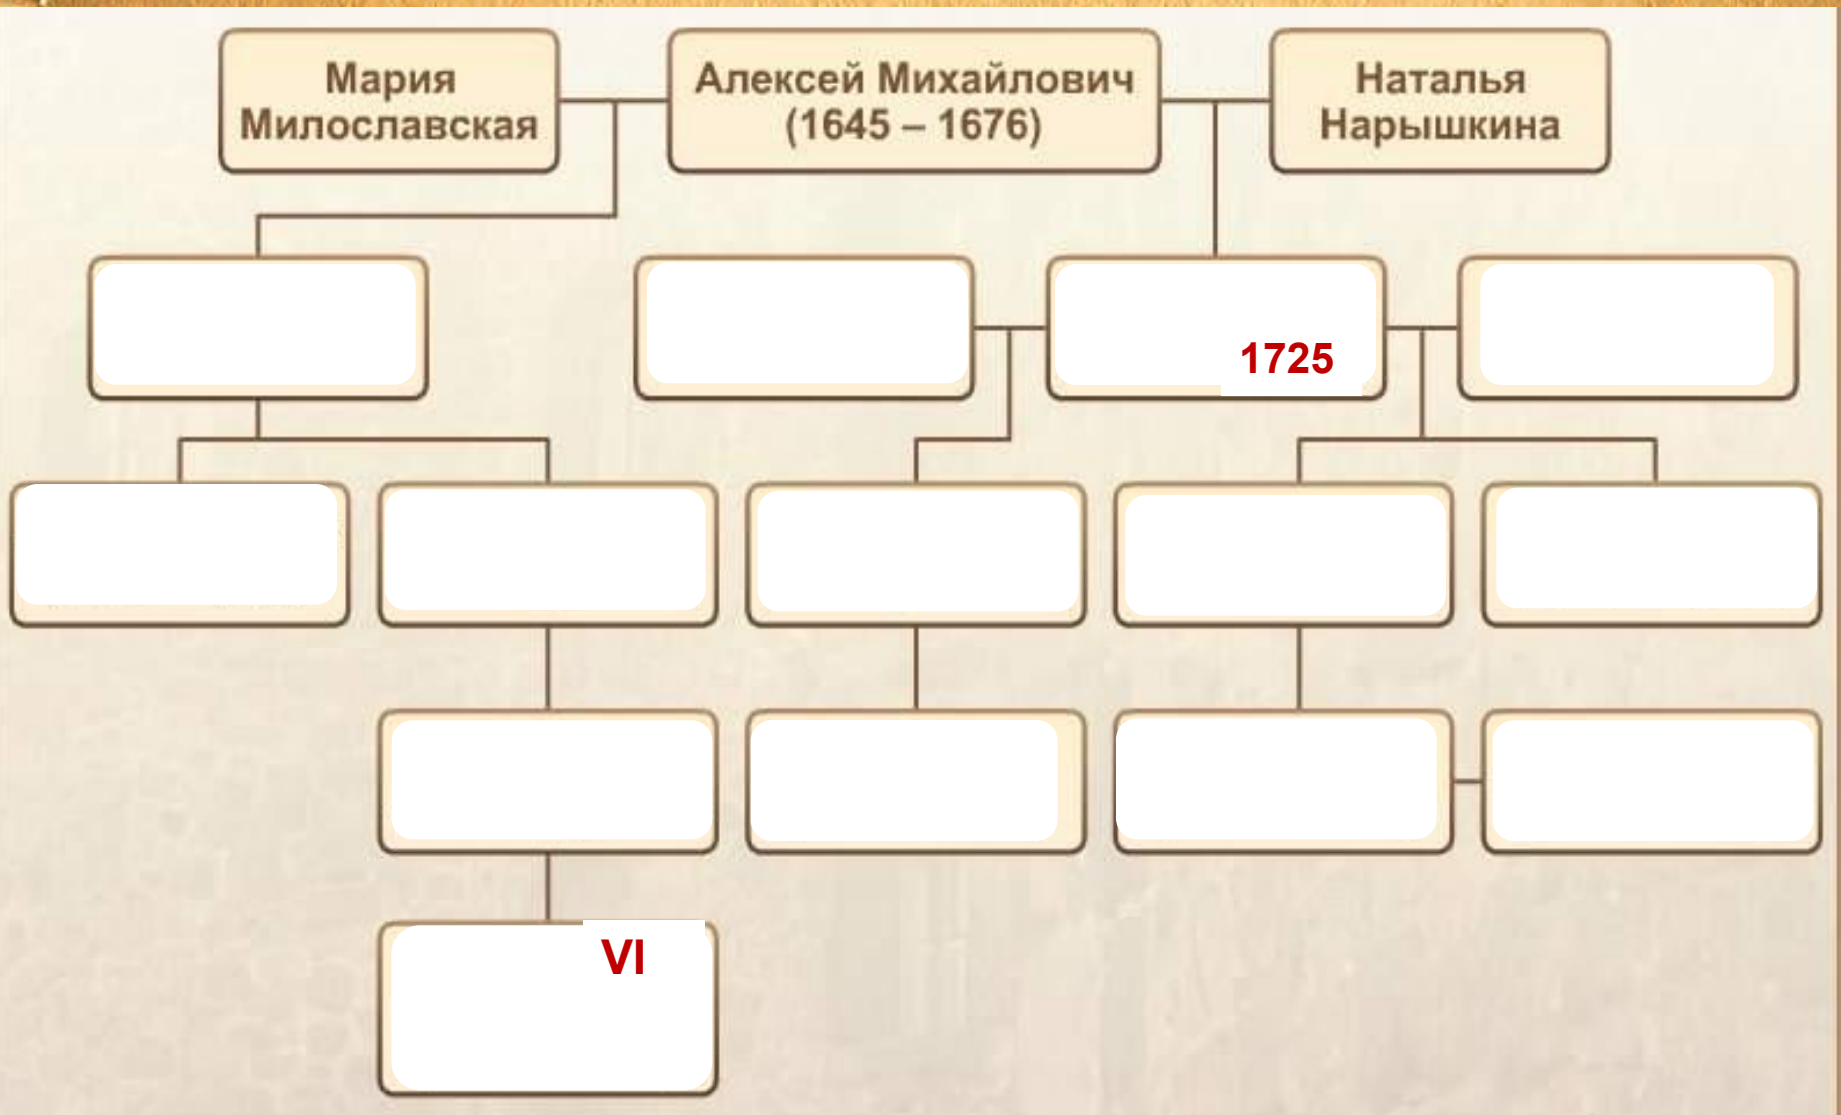 Мария
Милославская
Алексей Михайлович
(1645 – 1676)
Наталья
Нарышкина
1725
VI